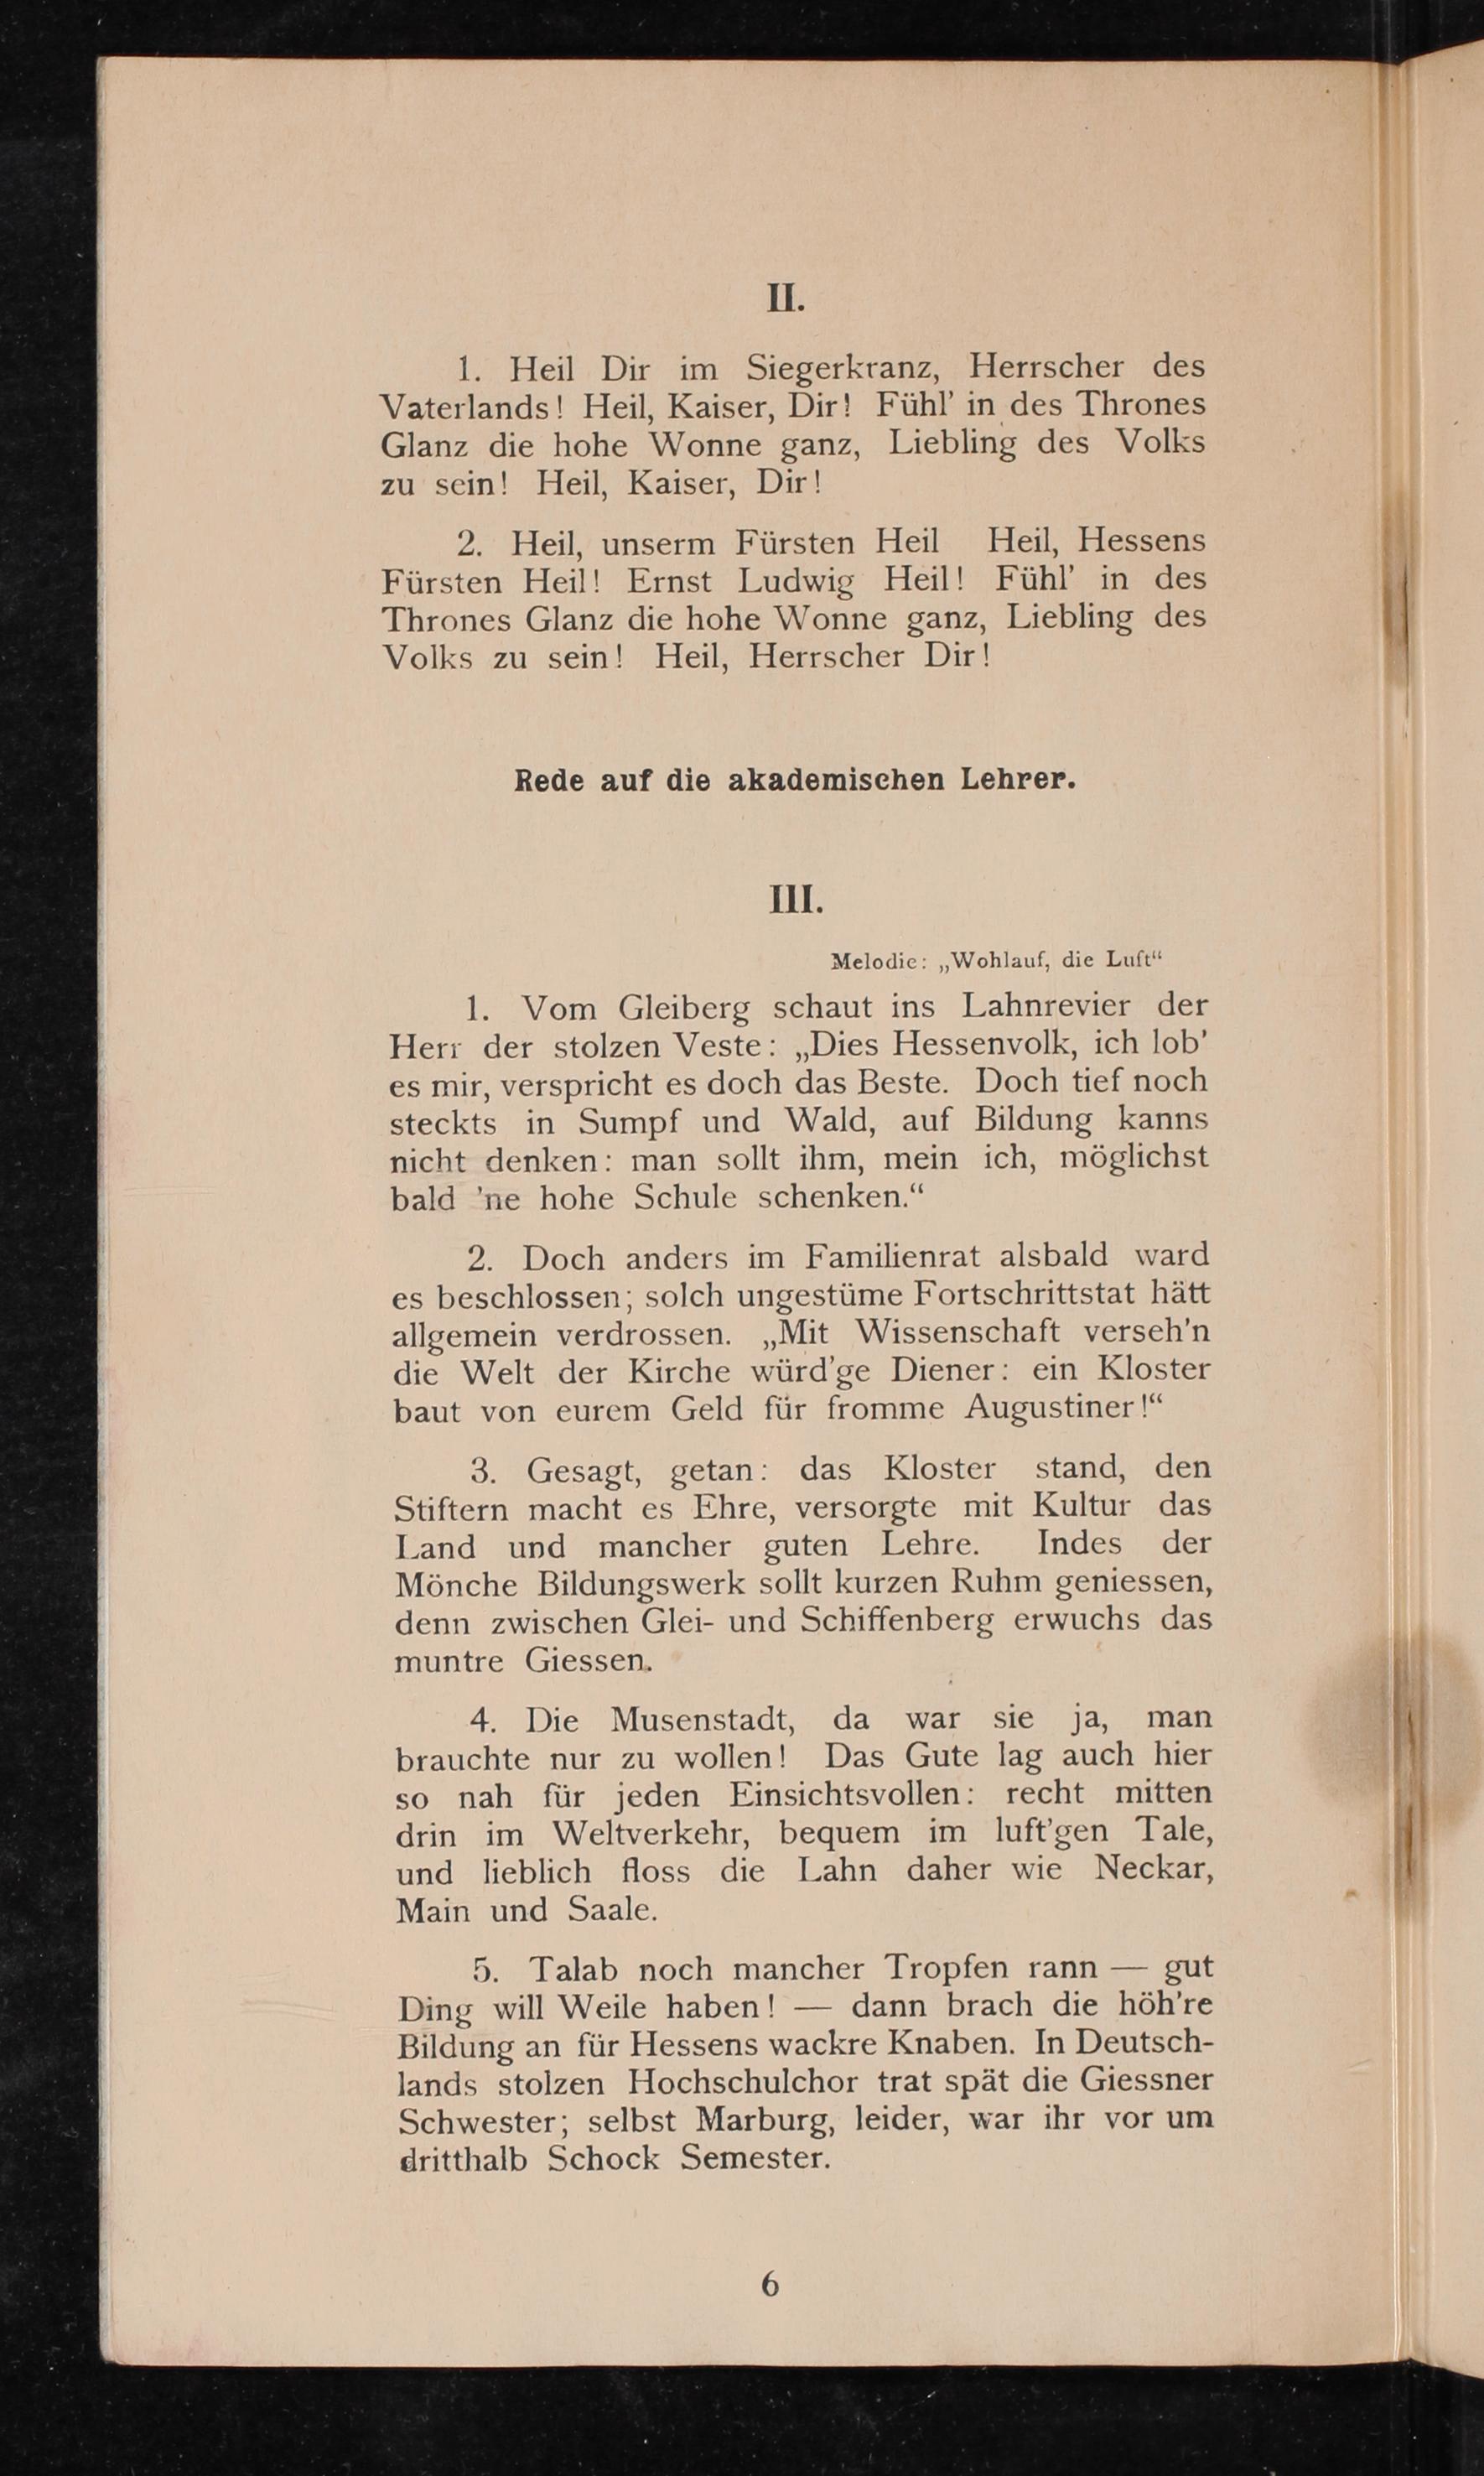 II.
1. Heil Dir im Siegerkranz, Herrscher des
Vaterlands! Heil, Kaiser, Dir! Fühl’ in des Thrones
Glanz die hohe Wonne ganz, Liebling des Volks
zu sein! Heil, Kaiser, Dir!
2. Heil, unserm Fürsten Heil Heil, Hessens
Fürsten Heil! Ernst Ludwig Heil! Fühl’ in des
Thrones Glanz die hohe Wonne ganz, Liebling des
Volks zu sein! Heil, Herrscher Dir!
Rede auf die akademischen Lehrer.
III.
Melodie: „Wohlauf, die Luft“
1. Vom Gleiberg schaut ins Lahnrevier der
Herr der stolzen Veste: „Dies Hessenvolk, ich lob’
es mir, verspricht es doch das Beste. Doch tief noch
steckts in Sumpf und Wald, auf Bildung kanns
nicht denken: man sollt ihm, mein ich, möglichst
bald ’ne hohe Schule schenken.“
2. Doch anders im Familienrat alsbald ward
es beschlossen; solch ungestüme Fortschrittstat hätt
allgemein verdrossen. „Mit Wissenschaft verseh'n
die Welt der Kirche würd’ge Diener: ein Kloster
baut von eurem Geld für fromme Augustiner!“
3. Gesagt, getan: das Kloster stand, den
Stiftern macht es Ehre, versorgte mit Kultur das
Land und mancher guten Lehre. Indes der
Mönche Bildungswerk sollt kurzen Ruhm geniessen,
denn zwischen Glei- und Schiffenberg erwuchs das
muntre Giessen.
4. Die Musenstadt, da war sie ja, man
brauchte nur zu wollen! Das Gute lag auch hier
so nah für jeden Einsichtsvollen: recht mitten
drin im Weltverkehr, bequem im luft’gen Tale,
und lieblich floss die Lahn daher wie Neckar,
Main und Saale.
5. Talab noch mancher Tropfen rann — gut
Ding will Weile haben! — dann brach die höh're
Bildung an für Hessens wackre Knaben. In Deutsch-
lands stolzen Hochschulchor trat spät die Giessner
Schwester; selbst Marburg, leider, war ihr vor um
dritthalb Schock Semester.
6